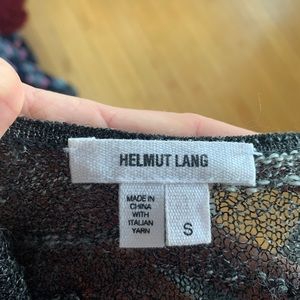 HELMUT LANG
MADE IN
CHINA
WITH
ITALIAN
YARN
S